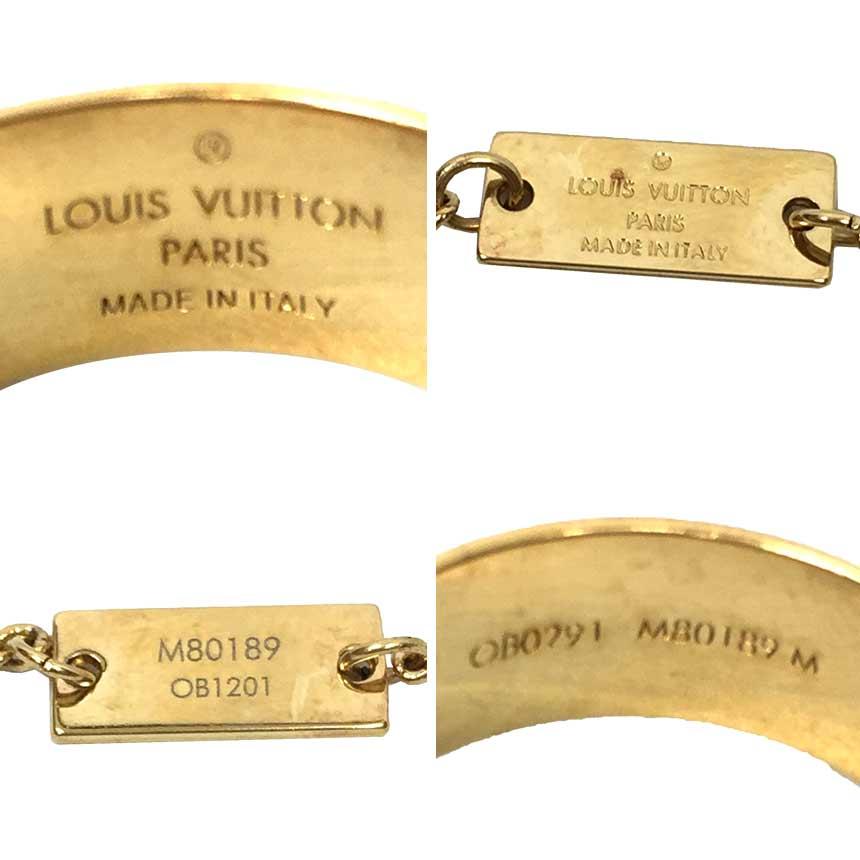 LOUIS VUITTON
PARIS
MADE IN ITALY
LOUIS VUITTON
PARIS
MADE IN ITALY
M80189
OB1201
OB0291 M80189 M